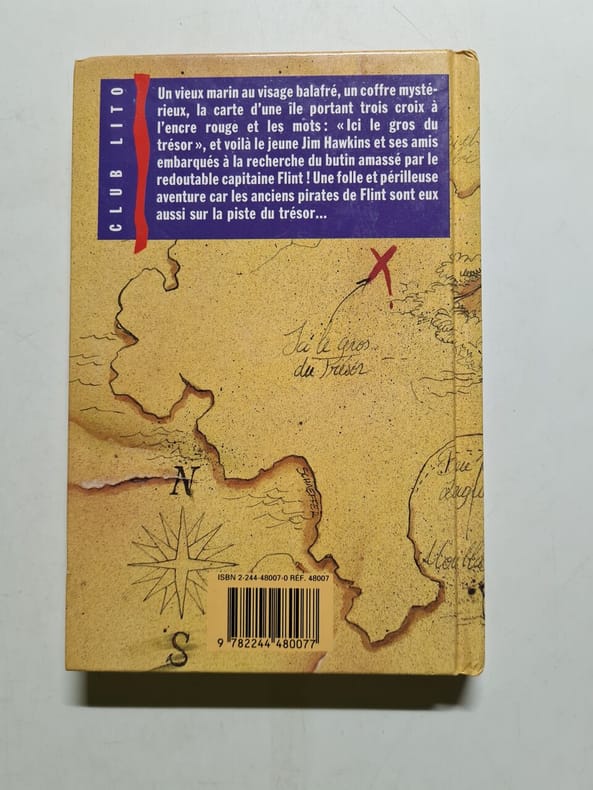 CLUB LITO
Un vieux marin au visage balafré, un coffre mysté-
rieux, la carte d'une île portant trois croix à
l'encre rouge et les mots : «Ici le gros du
trésor», et voilà le jeune Jim Hawkins et ses amis
embarqués à la recherche du butin amassé par le
redoutable capitaine Flint ! Une folle et périlleuse
aventure car les anciens pirates de Flint sont eux
aussi sur la piste du trésor...
X
Ici le gros
du Trésor
N
S
ISBN 2-244-48007-0 RÉF. 48007
9 782244 480077